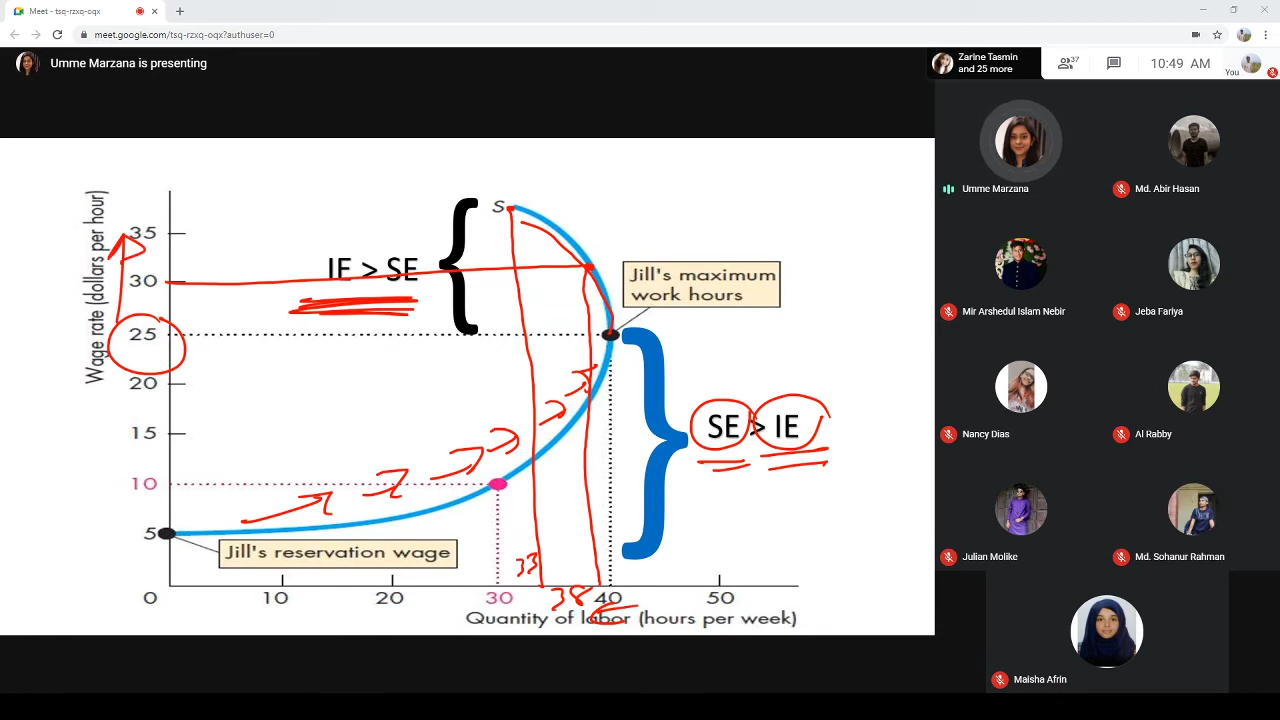 Meet - tsq-rzxq-oqx
meet.google.com/tsq-rzxq-oqx?authuser=0
Umme Marzana is presenting
Zarine Tasmin
and 25 more
37
10:49 AM
You
Wage rate (dollars per hour)
35
30
25
20
15
10
5
0
10
20
30
40
50
Quantity of labor (hours per week)
S
IE > SE
Jill's maximum
work hours
SE > IE
Jill's reservation wage
33
38
Umme Marzana
Md. Abir Hasan
Mir Arshedul Islam Nebir
Jeba Fariya
Nancy Dias
Al Rabby
Julian Molike
Md. Sohanur Rahman
Maisha Afrin